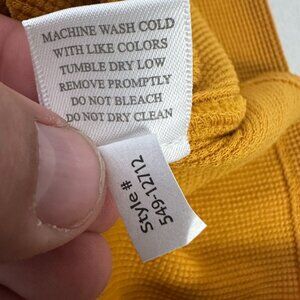 MACHINE WASH COLD
WITH LIKE COLORS
TUMBLE DRY LOW
REMOVE PROMPTLY
DO NOT BLEACH
DO NOT DRY CLEAN
Style#
549-12712